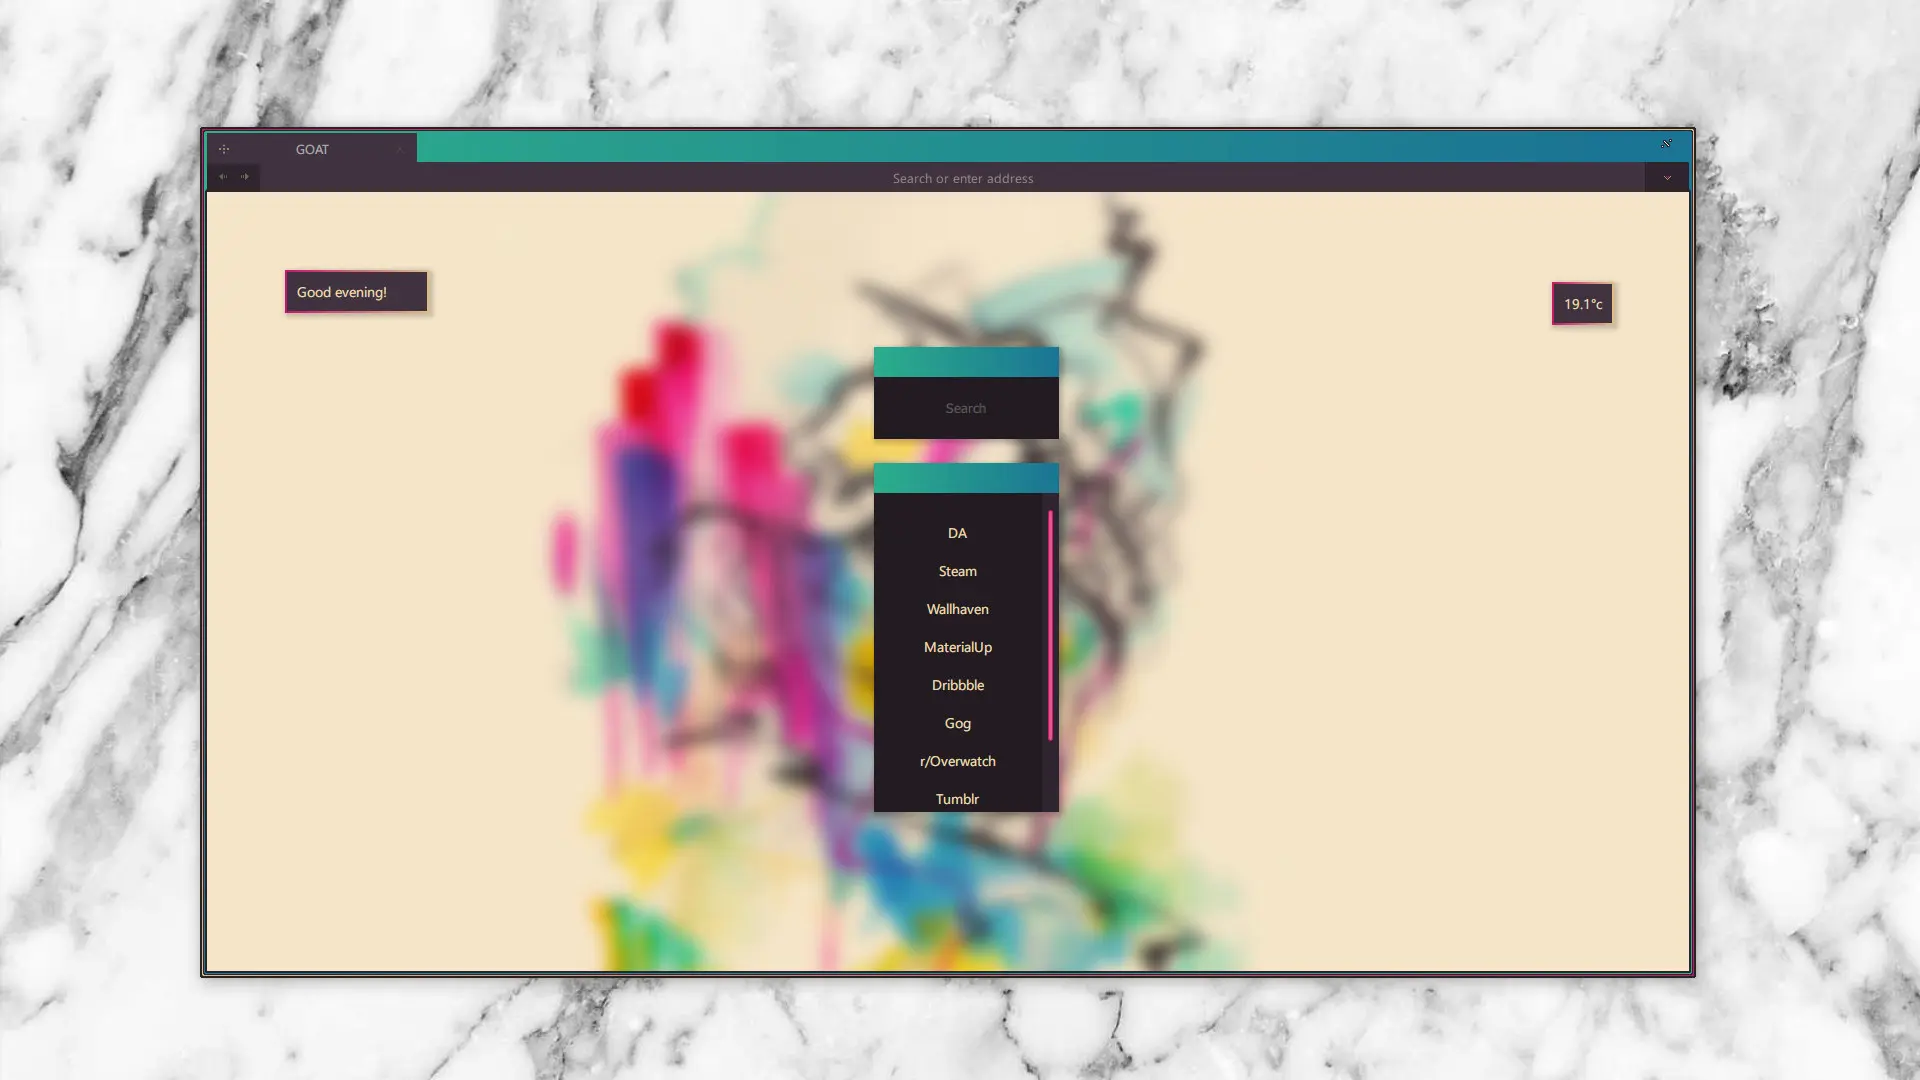 GOAT
Search or enter address
Good evening!
19.1°c
Search
DA
Steam
Wallhaven
MaterialUp
Dribbble
Gog
r/Overwatch
Tumblr